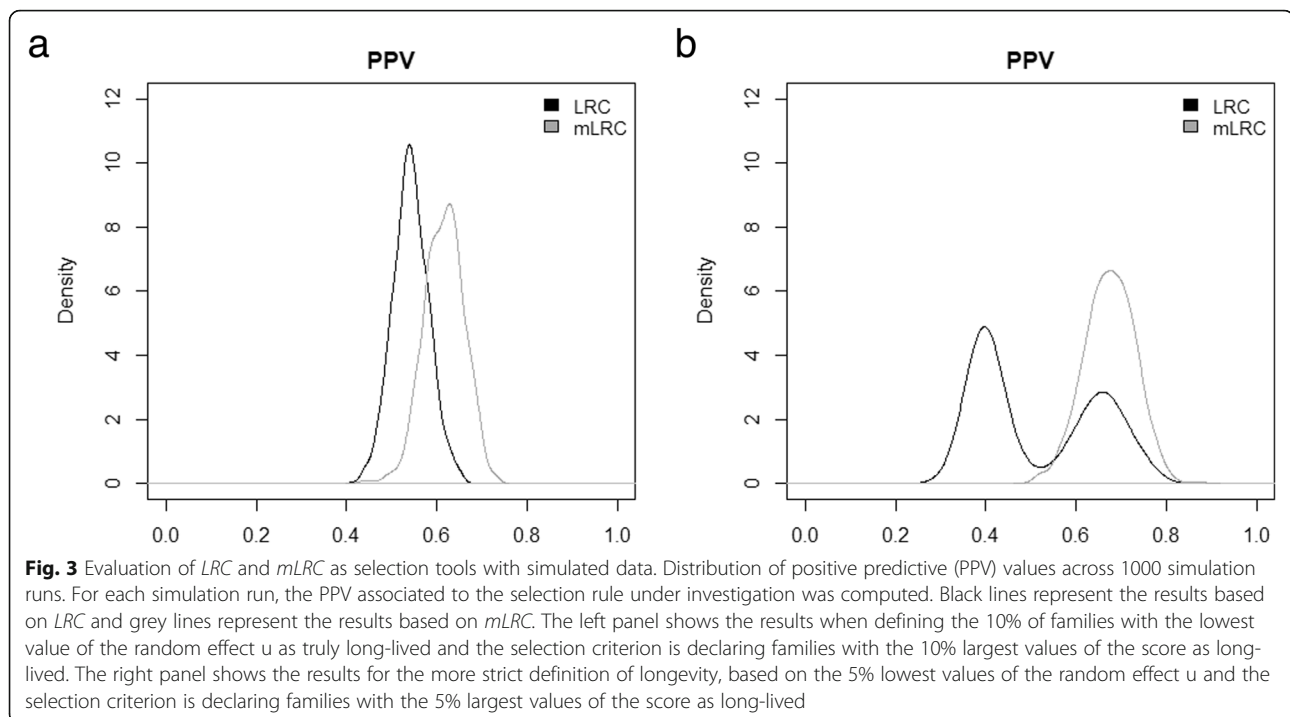 a
PPV
LRC
mLRC
Density
0 2 4 6 8 10 12
0.0 0.2 0.4 0.6 0.8 1.0
b
PPV
LRC
mLRC
Density
0 2 4 6 8 10 12
0.0 0.2 0.4 0.6 0.8 1.0
Fig. 3 Evaluation of LRC and mLRC as selection tools with simulated data. Distribution of positive predictive (PPV) values across 1000 simulation
runs. For each simulation run, the PPV associated to the selection rule under investigation was computed. Black lines represent the results based
on LRC and grey lines represent the results based on mLRC. The left panel shows the results when defining the 10% of families with the lowest
value of the random effect u as truly long-lived and the selection criterion is declaring families with the 10% largest values of the score as long-
lived. The right panel shows the results for the more strict definition of longevity, based on the 5% lowest values of the random effect u and the
selection criterion is declaring families with the 5% largest values of the score as long-lived